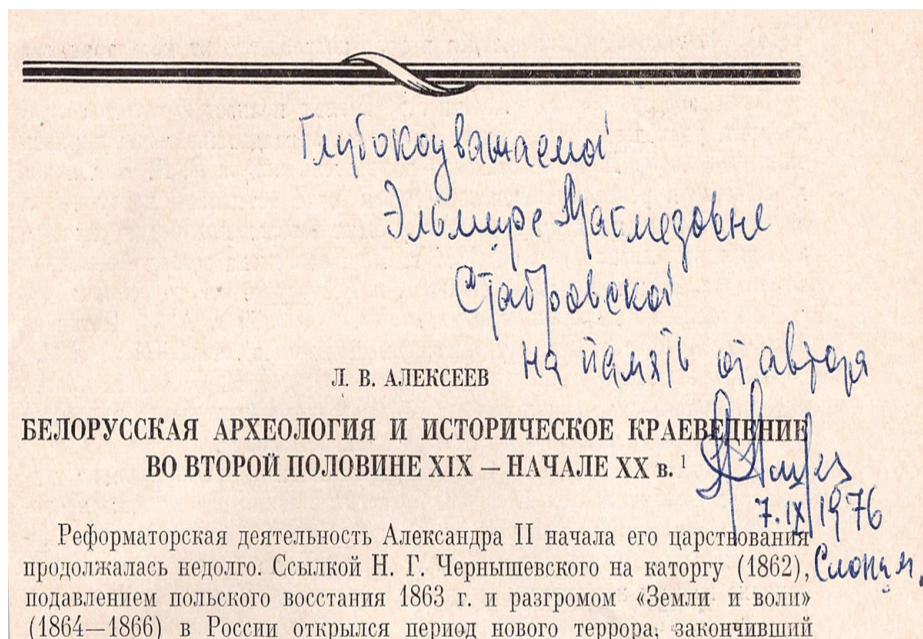 Глубокоуважаемой
Эльмире Магмедовне
Ставровской
на память от автора
Л. В. АЛЕКСЕЕВ
БЕЛОРУССКАЯ АРХЕОЛОГИЯ И ИСТОРИЧЕСКОЕ КРАЕВЕДЕНИЕ
ВО ВТОРОЙ ПОЛОВИНЕ XIX — НАЧАЛЕ XX в. 1
7.IX 1976
Слоним.
Реформаторская деятельность Александра II начала его царствования
продолжалась недолго. Ссылкой Н. Г. Чернышевского на каторгу (1862),
подавлением польского восстания 1863 г. и разгромом «Земли и воли»
(1864—1866) в России открылся период нового террора, закончивший